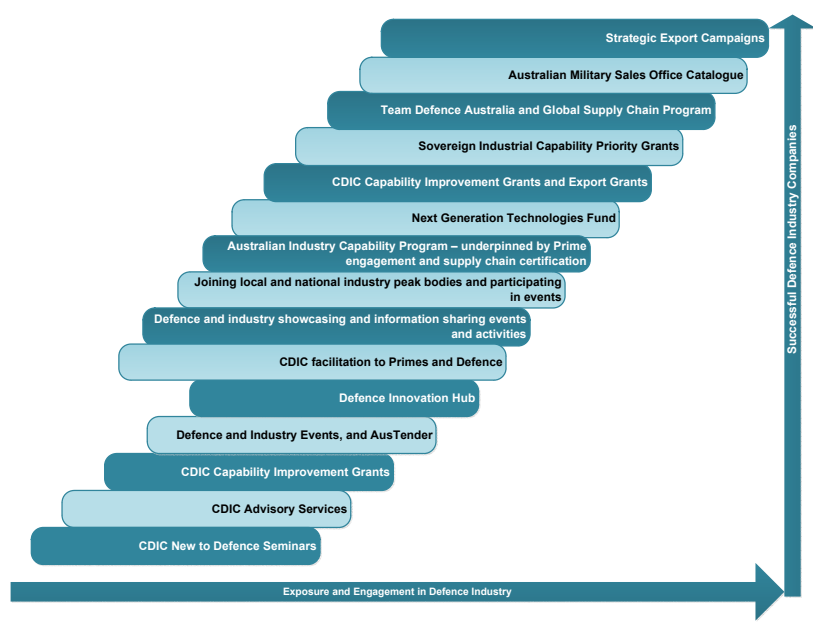 Strategic Export Campaigns
Australian Military Sales Office Catalogue
Team Defence Australia and Global Supply Chain Program
Sovereign Industrial Capability Priority Grants
CDIC Capability Improvement Grants and Export Grants
Next Generation Technologies Fund
Australian Industry Capability Program – underpinned by Prime
engagement and supply chain certification
Joining local and national industry peak bodies and participating
in events
Defence and industry showcasing and information sharing events
and activities
CDIC facilitation to Primes and Defence
Defence Innovation Hub
Defence and Industry Events, and AusTender
CDIC Capability Improvement Grants
CDIC Advisory Services
CDIC New to Defence Seminars
Exposure and Engagement in Defence Industry
Successful Defence Industry Companies